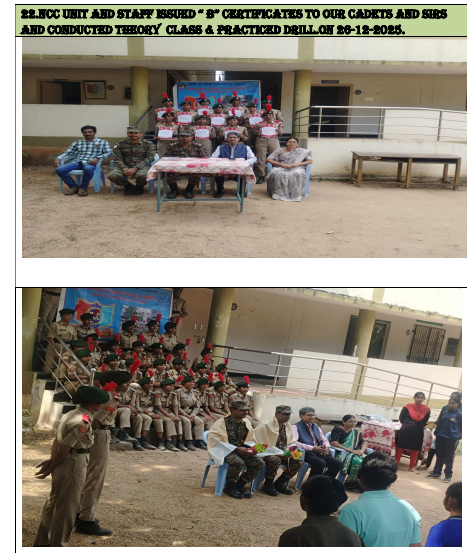 22.NCC UNIT AND STAFF ISSUED “ B” CERTIFICATES TO OUR CADETS AND SIRS
AND CONDUCTED THEORY CLASS & PRACTICED DRILL.ON 26-12-2025.